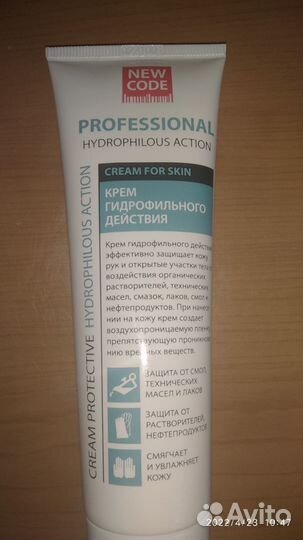 NEW
CODE
PROFESSIONAL
HYDROPHILOUS ACTION
CREAM FOR SKIN
КРЕМ
ГИДРОФИЛЬНОГО
ДЕЙСТВИЯ
Крем гидрофильного действия
эффективно защищает кожу
рук и открытые участки тела
воздействия органических
растворителей, технических
масел, смазок, лаков, смол и
нефтепродуктов. При нанесе-
нии на кожу крем создает
воздухопроницаемую пленку
препятствующую проникнове-
нию вредных веществ.
ЗАЩИТА ОТ СМОЛ,
ТЕХНИЧЕСКИХ
МАСЕЛ И ЛАКОВ
ЗАЩИТА ОТ
РАСТВОРИТЕЛЕЙ,
НЕФТЕПРОДУКТОВ
СМЯГЧАЕТ
И УВЛАЖНЯЕТ
КОЖУ
CREAM PROTECTIVE HYDROPHILOUS ACTION
2022/4/23 10:47
Avito